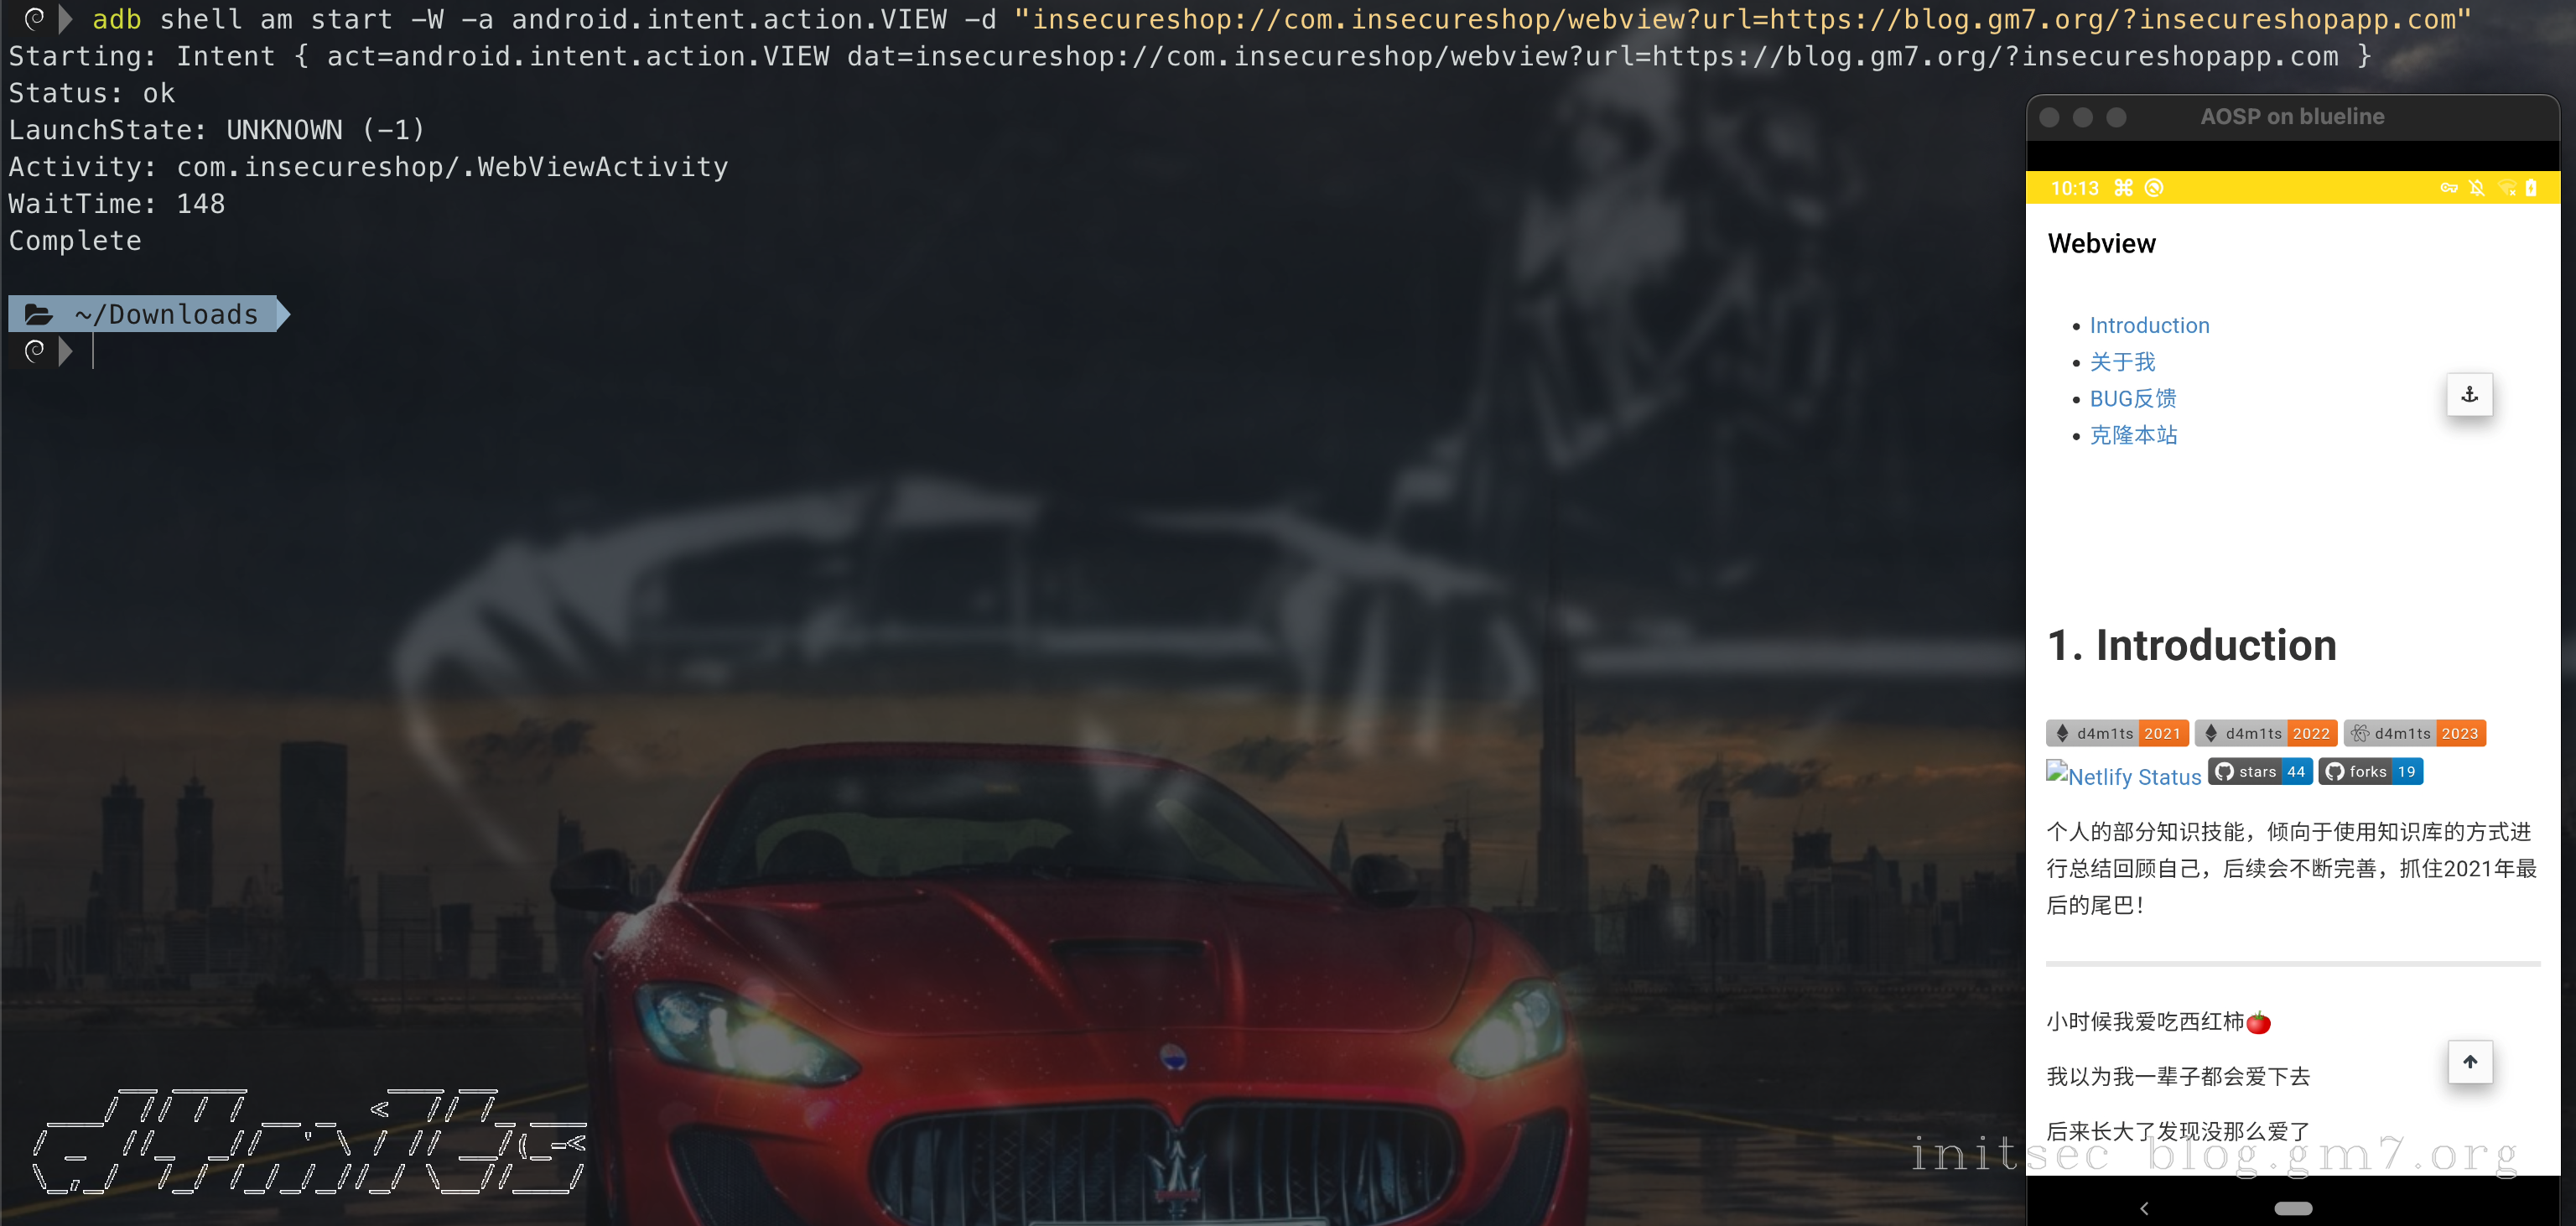 adb shell am start -W -a android.intent.action.VIEW -d "insecureshop://com.insecureshop/webview?url=https://blog.gm7.org/?insecureshopapp.com"
Starting: Intent { act=android.intent.action.VIEW dat=insecureshop://com.insecureshop/webview?url=https://blog.gm7.org/?insecureshopapp.com }
Status: ok
LaunchState: UNKNOWN (-1)
Activity: com.insecureshop/.WebViewActivity
WaitTime: 148
Complete
~/Downloads
AOSP on blueline
10:13
Webview
Introduction
关于我
BUG反馈
克隆本站
1. Introduction
d4m1ts 2021 d4m1ts 2022 d4m1ts 2023
Netlify Status stars 44 forks 19
个人的部分知识技能，倾向于使用知识库的方式进
行总结回顾自己，后续会不断完善，抓住2021年最
后的尾巴！
小时候我爱吃西红柿🍅
我以为我一辈子都会爱下去
后来长大了发现没那么爱了
d4m1ts
initsec blog.gm7.org